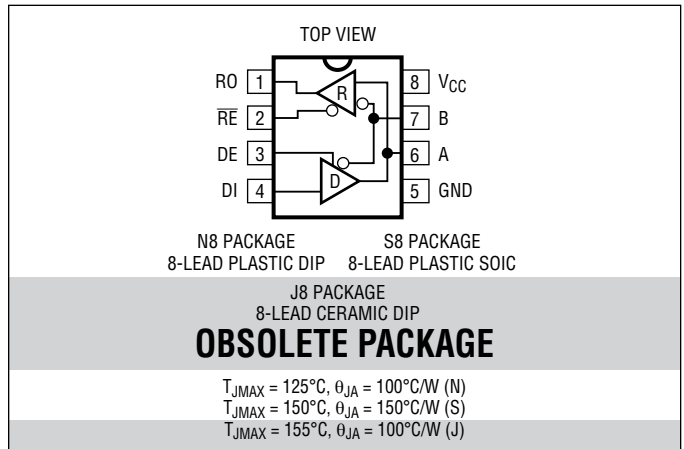 TOP VIEW
RO 1
R̅E̅ 2
DE 3
DI 4
R
D
8 VCC
7 B
6 A
5 GND
N8 PACKAGE
8-LEAD PLASTIC DIP
S8 PACKAGE
8-LEAD PLASTIC SOIC
J8 PACKAGE
8-LEAD CERAMIC DIP
OBSOLETE PACKAGE
TJMAX = 125°C, θJA = 100°C/W (N)
TJMAX = 150°C, θJA = 150°C/W (S)
TJMAX = 155°C, θJA = 100°C/W (J)